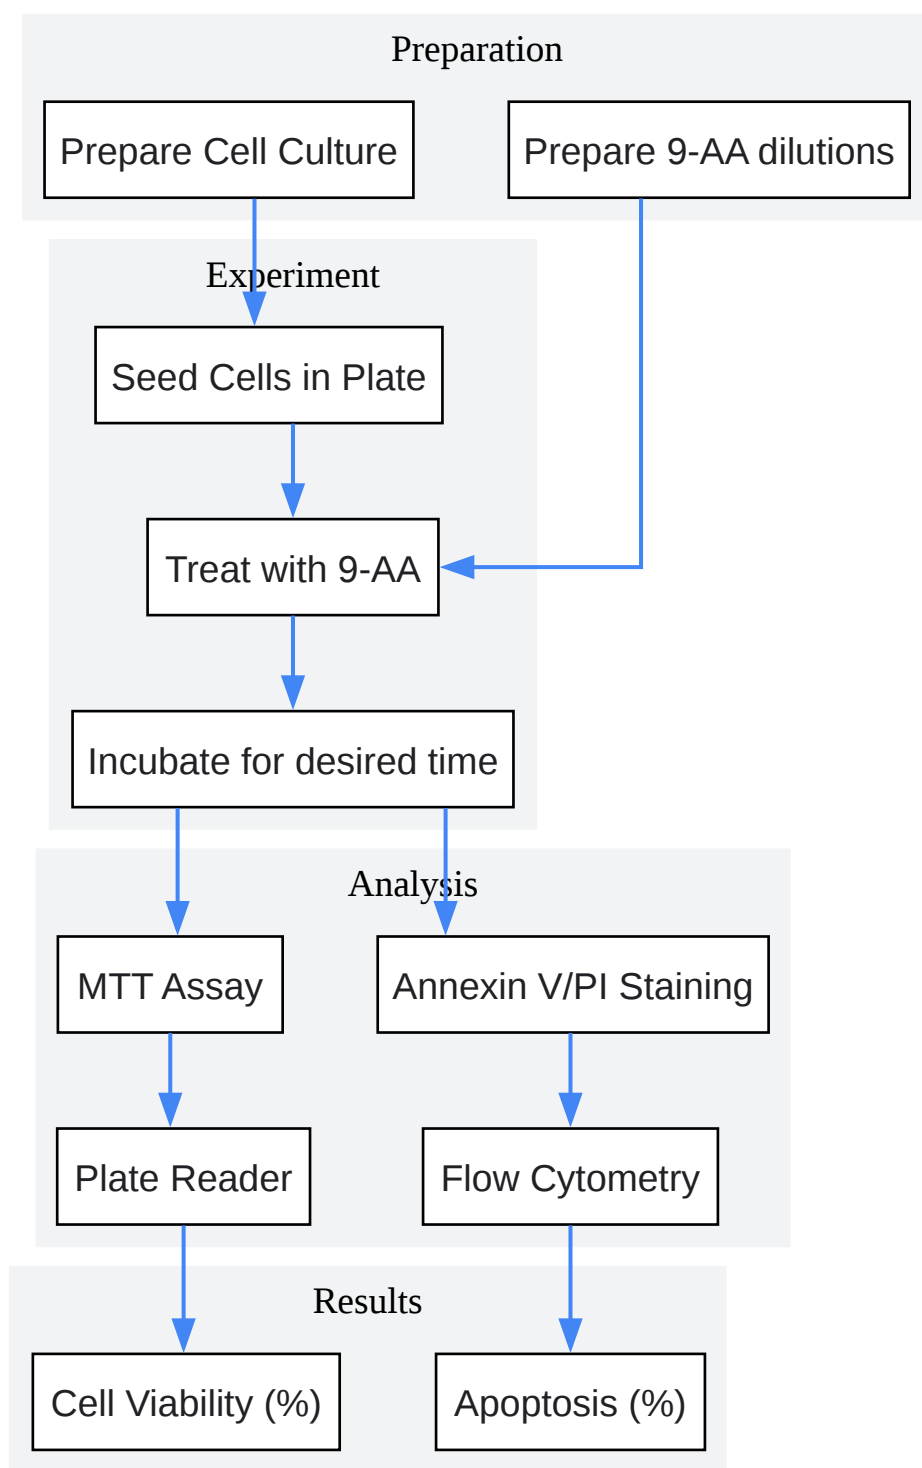 Preparation
Prepare Cell Culture
Prepare 9-AA dilutions
Experiment
Seed Cells in Plate
Treat with 9-AA
Incubate for desired time
Analysis
MTT Assay
Annexin V/PI Staining
Plate Reader
Flow Cytometry
Results
Cell Viability (%)
Apoptosis (%)